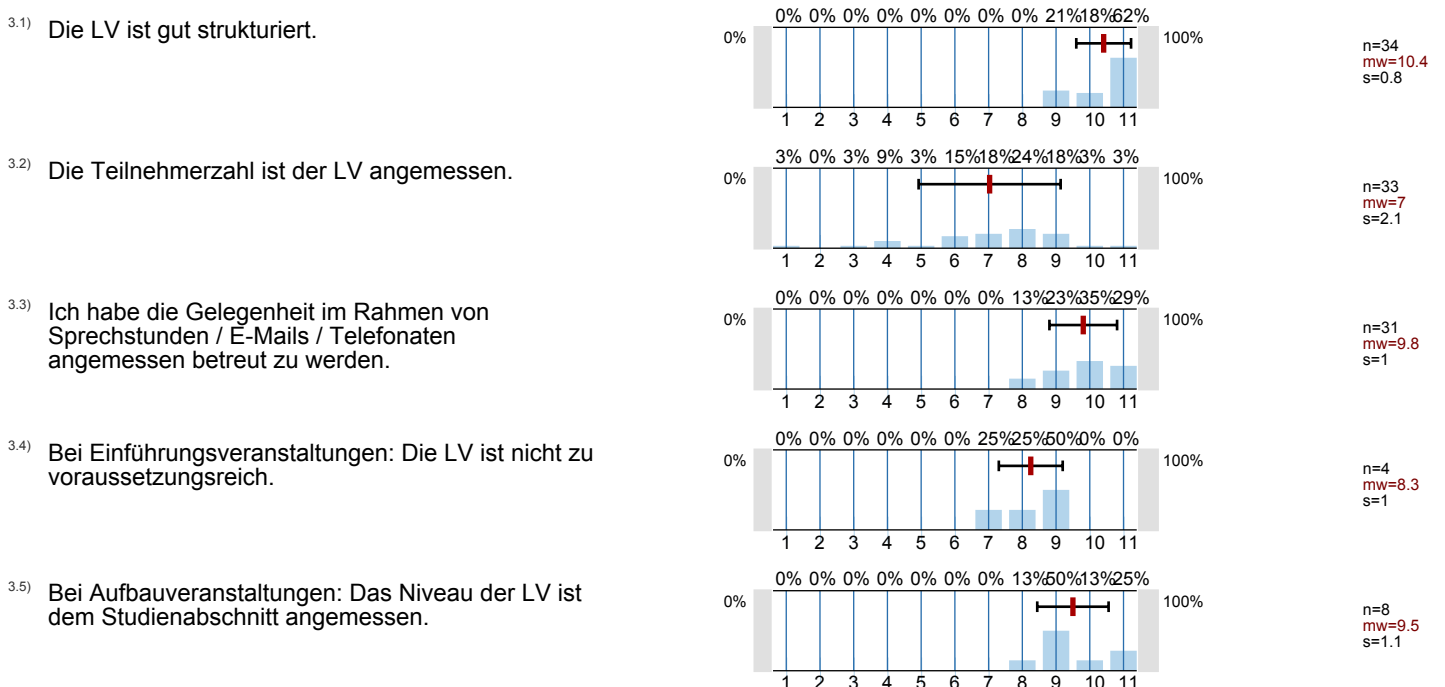 3.1) Die LV ist gut strukturiert.
0% 0% 0% 0% 0% 0% 0% 0% 21% 18% 62%
0% 100%
n=34
mw=10.4
s=0.8
1 2 3 4 5 6 7 8 9 10 11
3.2) Die Teilnehmerzahl ist der LV angemessen.
3% 0% 3% 9% 3% 15% 18% 24% 18% 3% 3%
0% 100%
n=33
mw=7
s=2.1
1 2 3 4 5 6 7 8 9 10 11
3.3) Ich habe die Gelegenheit im Rahmen von
Sprechstunden / E-Mails / Telefonaten
angemessen betreut zu werden.
0% 0% 0% 0% 0% 0% 0% 13% 23% 35% 29%
0% 100%
n=31
mw=9.8
s=1
1 2 3 4 5 6 7 8 9 10 11
3.4) Bei Einführungsveranstaltungen: Die LV ist nicht zu
voraussetzungsreich.
0% 0% 0% 0% 0% 0% 25% 25% 50% 0% 0%
0% 100%
n=4
mw=8.3
s=1
1 2 3 4 5 6 7 8 9 10 11
3.5) Bei Aufbauveranstaltungen: Das Niveau der LV ist
dem Studienabschnitt angemessen.
0% 0% 0% 0% 0% 0% 0% 13% 50% 13% 25%
0% 100%
n=8
mw=9.5
s=1.1
1 2 3 4 5 6 7 8 9 10 11